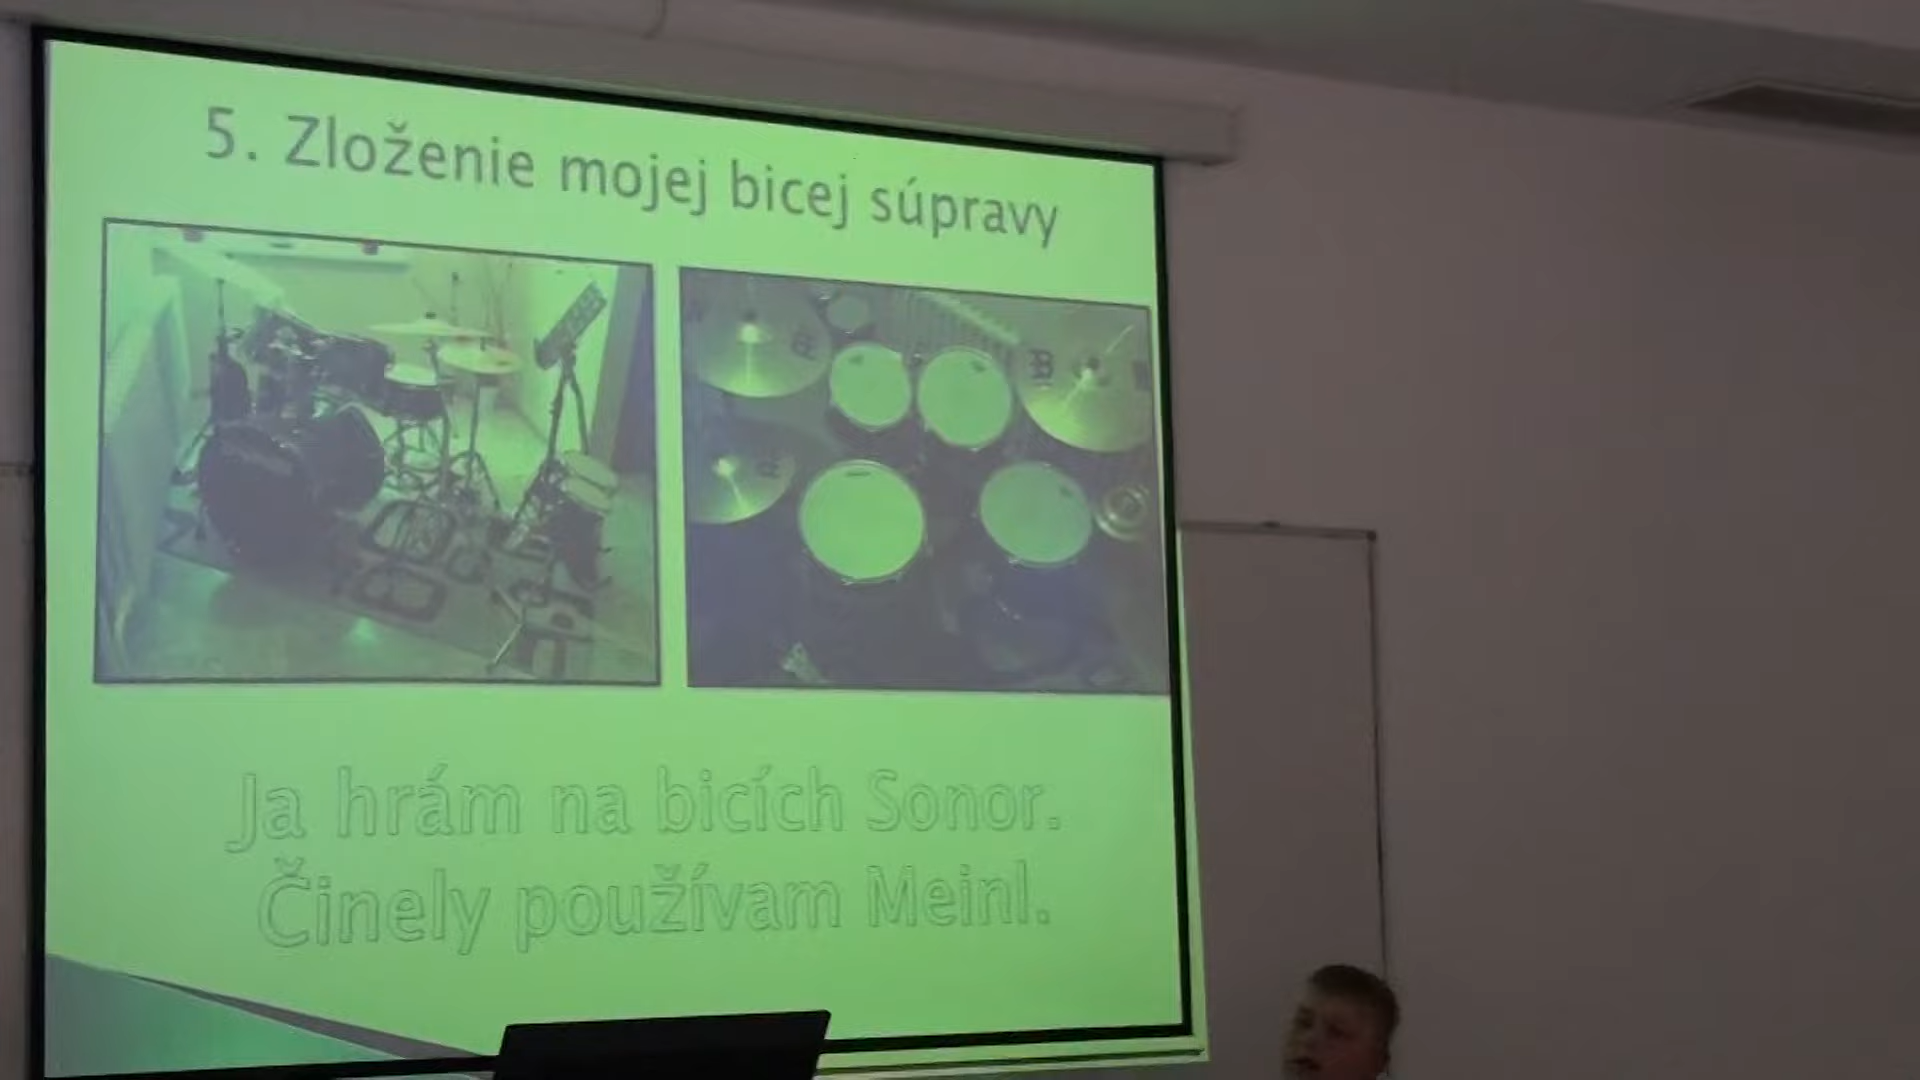 5. Zloženie mojej bicej súpravy
Ja hrám na bicích Sonor.
Činely používam Meinl.